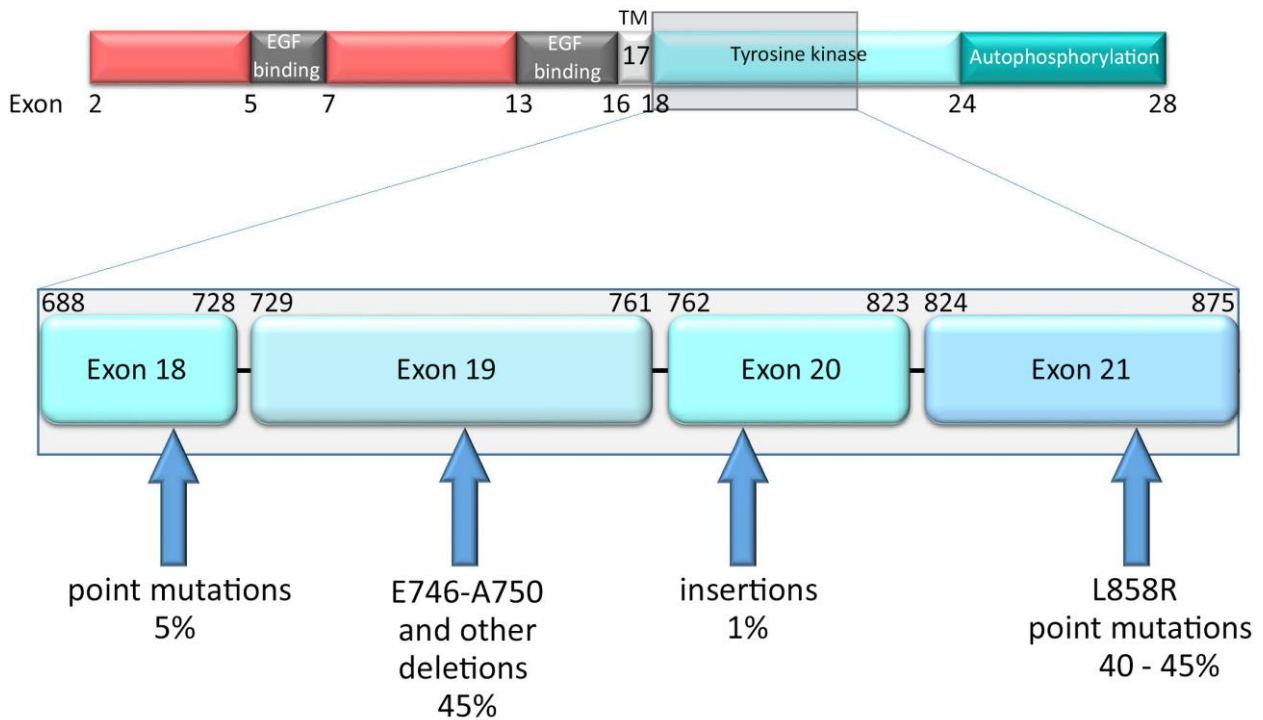 TM
EGF
binding
EGF
binding
17
Tyrosine kinase
Autophosphorylation
Exon 2 5 7 13 16 18 24 28
688 728 729 761 762 823 824 875
Exon 18 Exon 19 Exon 20 Exon 21
point mutations
5%
E746-A750
and other
deletions
45%
insertions
1%
L858R
point mutations
40 - 45%